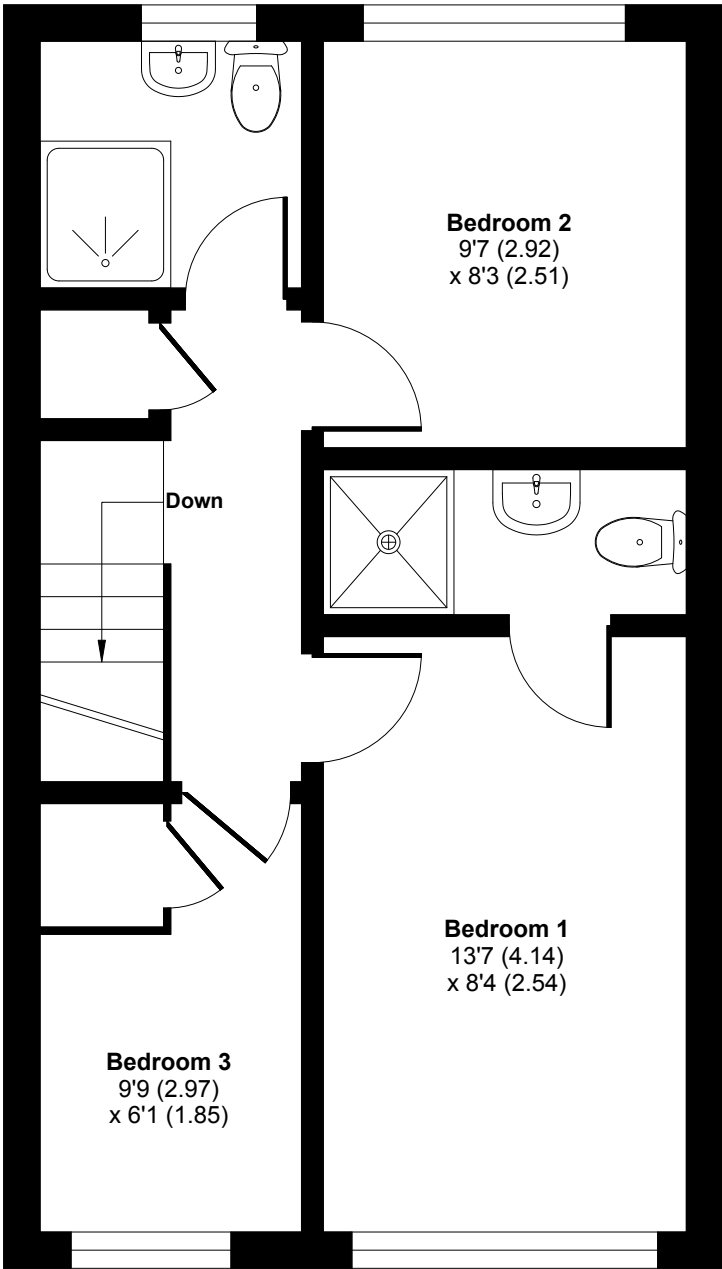 Bedroom 2
9'7 (2.92)
x 8'3 (2.51)
Down
Bedroom 1
13'7 (4.14)
x 8'4 (2.54)
Bedroom 3
9'9 (2.97)
x 6'1 (1.85)